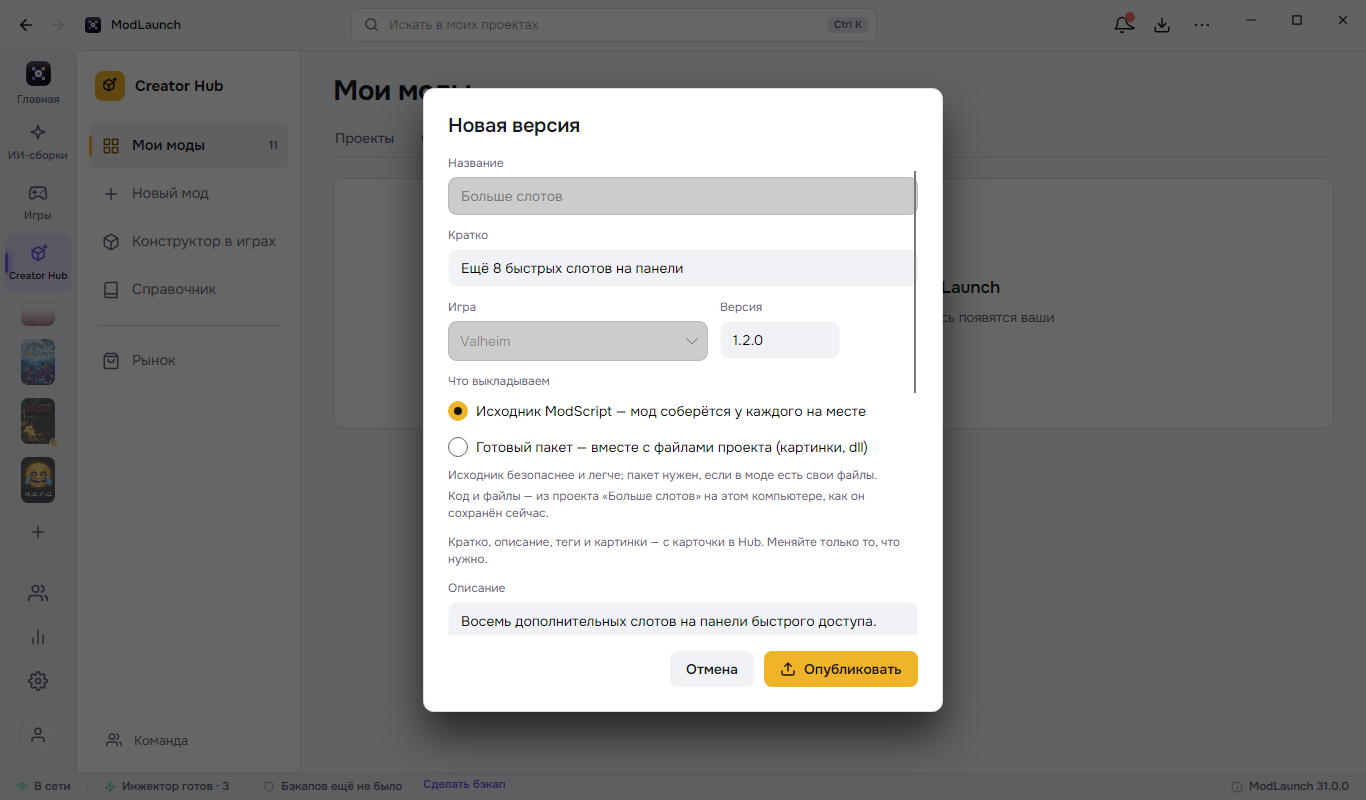 ModLaunch
Искать в моих проектах
Ctrl K
Главная
ИИ-сборки
Игры
Creator Hub
Creator Hub
Мои моды
11
Новый мод
Конструктор в играх
Справочник
Рынок
Команда
Мои моды
Проекты
Launch
сь появятся ваши
Новая версия
Название
Больше слотов
Кратко
Ещё 8 быстрых слотов на панели
Игра
Версия
Valheim
1.2.0
Что выкладываем
Исходник ModScript — мод соберётся у каждого на месте
Готовый пакет — вместе с файлами проекта (картинки, dll)
Исходник безопаснее и легче; пакет нужен, если в моде есть свои файлы.
Код и файлы — из проекта «Больше слотов» на этом компьютере, как он
сохранён сейчас.
Кратко, описание, теги и картинки — с карточки в Hub. Меняйте только то, что
нужно.
Описание
Восемь дополнительных слотов на панели быстрого доступа.
Отмена
Опубликовать
В сети
Инжектор готов · 3
Бэкапов ещё не было
Сделать бэкап
ModLaunch 31.0.0